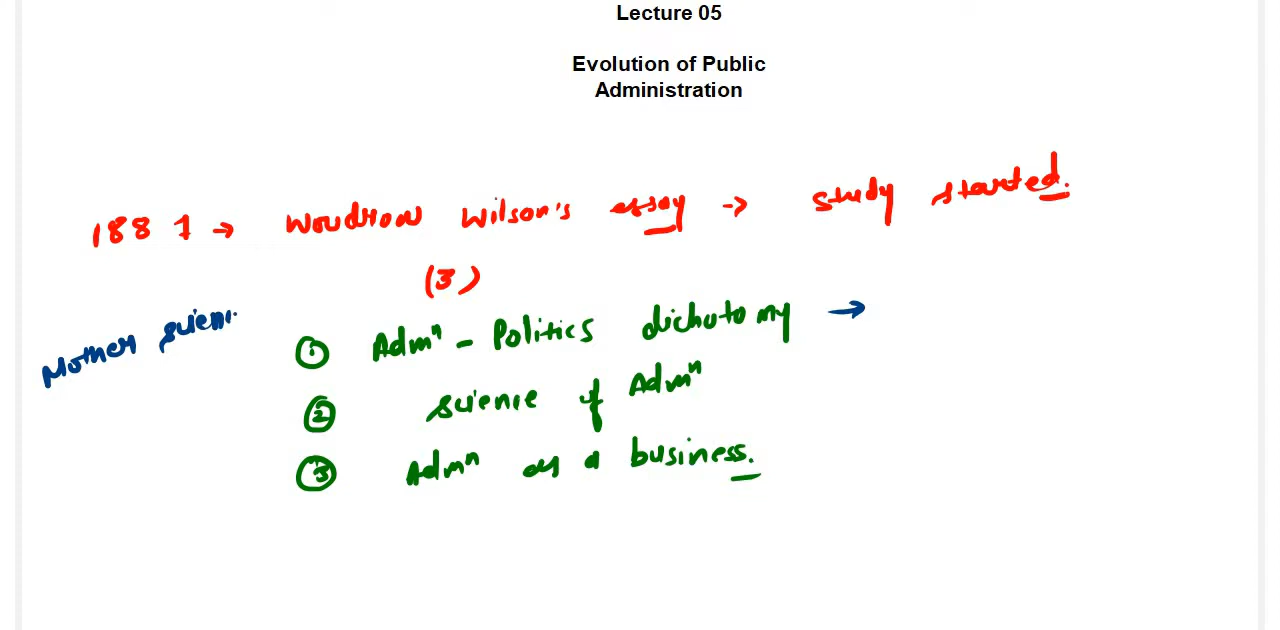 Lecture 05
Evolution of Public
Administration
1887 → Woodrow Wilson's essay → study started.
(3)
Mother scien
① Admⁿ - Politics dichotomy →
② science of Admⁿ
③ Admⁿ as a business.